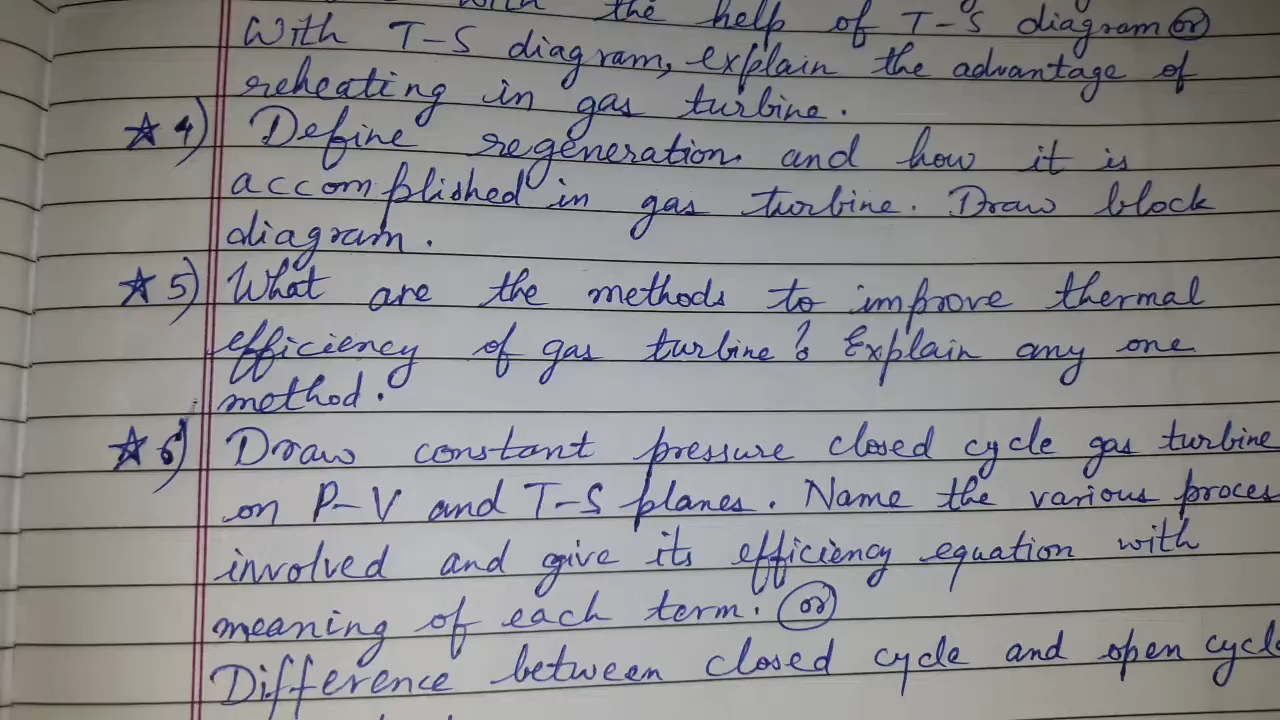 with the help of T-S diagram or
With T-S diagram, explain the advantage of
reheating in gas turbine.
☆ 4) Define regeneration and how it is
accomplished in gas turbine. Draw block
diagram.
☆ 5) What are the methods to improve thermal
efficiency of gas turbine? Explain any one
method.
☆ 6) Draw constant pressure closed cycle gas turbine
on P-V and T-S planes. Name the various proces
involved and give its efficiency equation with
meaning of each term. or
Difference between closed cycle and open cycle